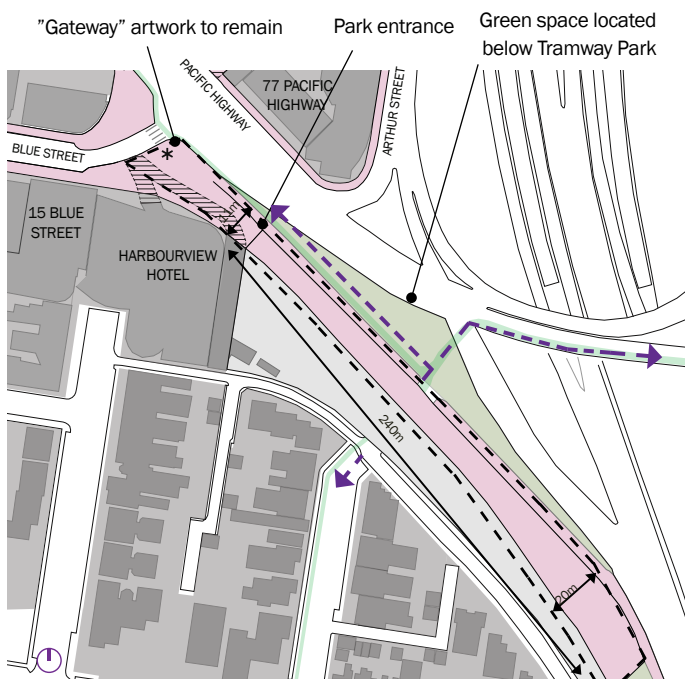 ”Gateway” artwork to remain
Park entrance
Green space located
below Tramway Park
PACIFIC HIGHWAY
77 PACIFIC
HIGHWAY
ARTHUR STREET
BLUE STREET
*
15 BLUE
STREET
HARBOURVIEW
HOTEL
240m
20m